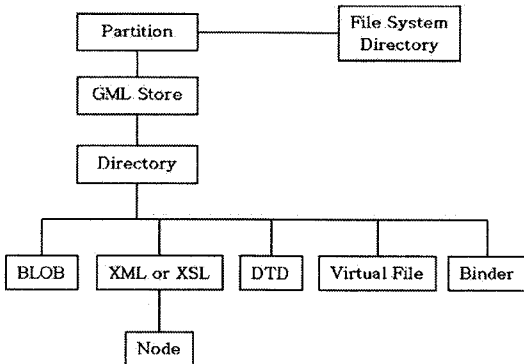 Partition
File System
Directory
GML Store
Directory
BLOB
XML or XSL
DTD
Virtual File
Binder
Node